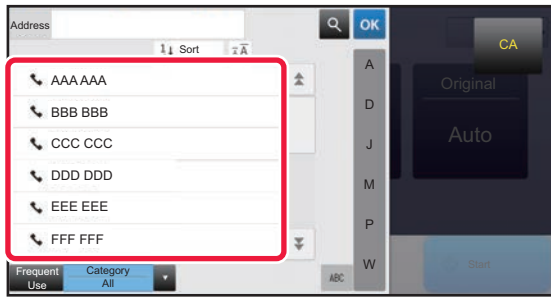 Address
OK
CA
Sort
A
AAA AAA
BBB BBB
CCC CCC
DDD DDD
EEE EEE
FFF FFF
A
D
J
M
P
W
Original
Auto
Start
Frequent
Use
Category
All
ABC